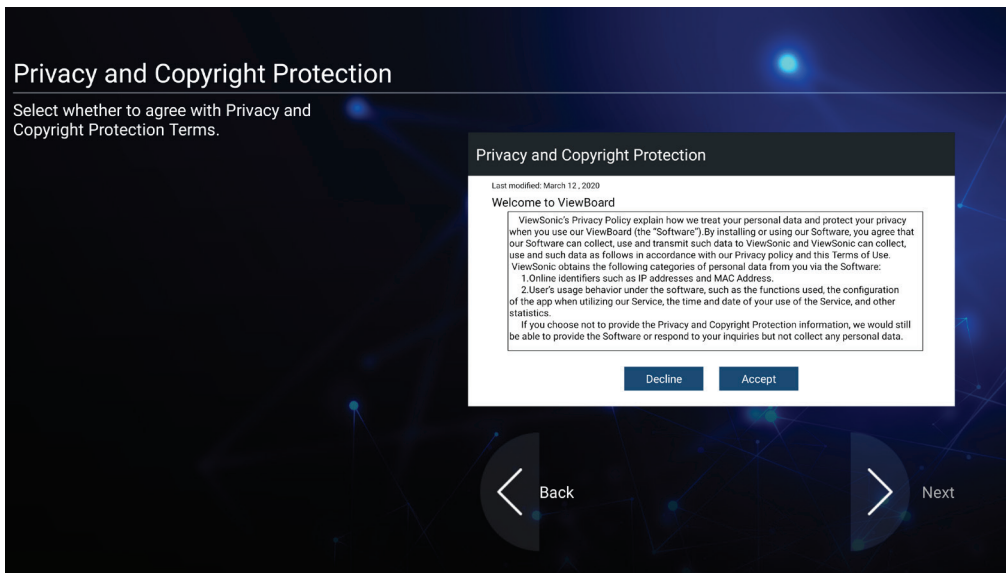 Privacy and Copyright Protection
Select whether to agree with Privacy and
Copyright Protection Terms.
Privacy and Copyright Protection
Last modified: March 12 , 2020
Welcome to ViewBoard
ViewSonic's Privacy Policy explain how we treat your personal data and protect your privacy
when you use our ViewBoard (the "Software").By installing or using our Software, you agree that
our Software can collect, use and transmit such data to ViewSonic and ViewSonic can collect,
use and such data as follows in accordance with our Privacy policy and this Terms of Use.
ViewSonic obtains the following categories of personal data from you via the Software:
1.Online identifiers such as IP addresses and MAC Address.
2.User's usage behavior under the software, such as the functions used, the configuration
of the app when utilizing our Service, the time and date of your use of the Service, and other
statistics.
If you choose not to provide the Privacy and Copyright Protection information, we would still
be able to provide the Software or respond to your inquiries but not collect any personal data.
Decline Accept
Back Next